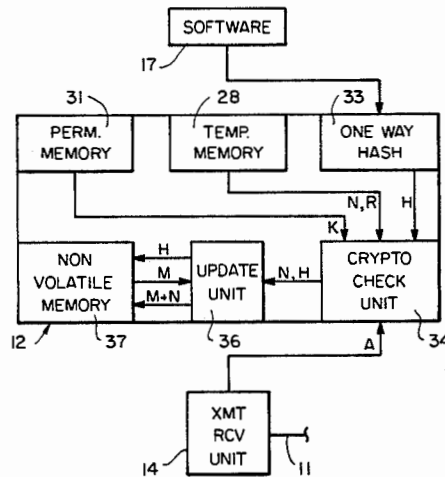 SOFTWARE
17
31
28
33
PERM. MEMORY
TEMP. MEMORY
ONE WAY HASH
N,R
H
K
NON VOLATILE MEMORY
H
M
M+N
UPDATE UNIT
N,H
CRYPTO CHECK UNIT
12
37
36
A
34
XMT RCV UNIT
14
11